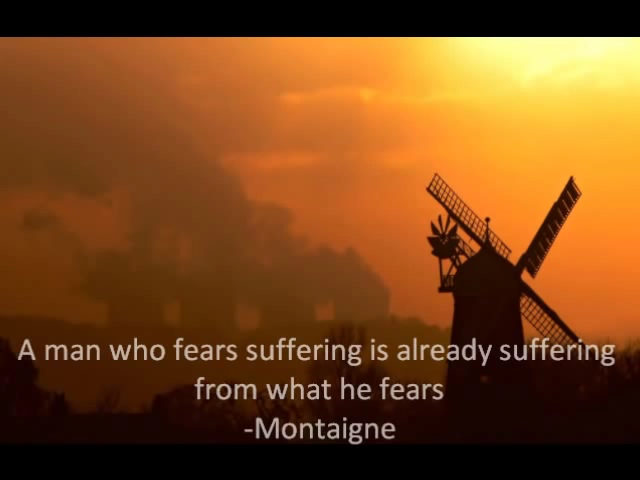 A man who fears suffering is already suffering
from what he fears
-Montaigne